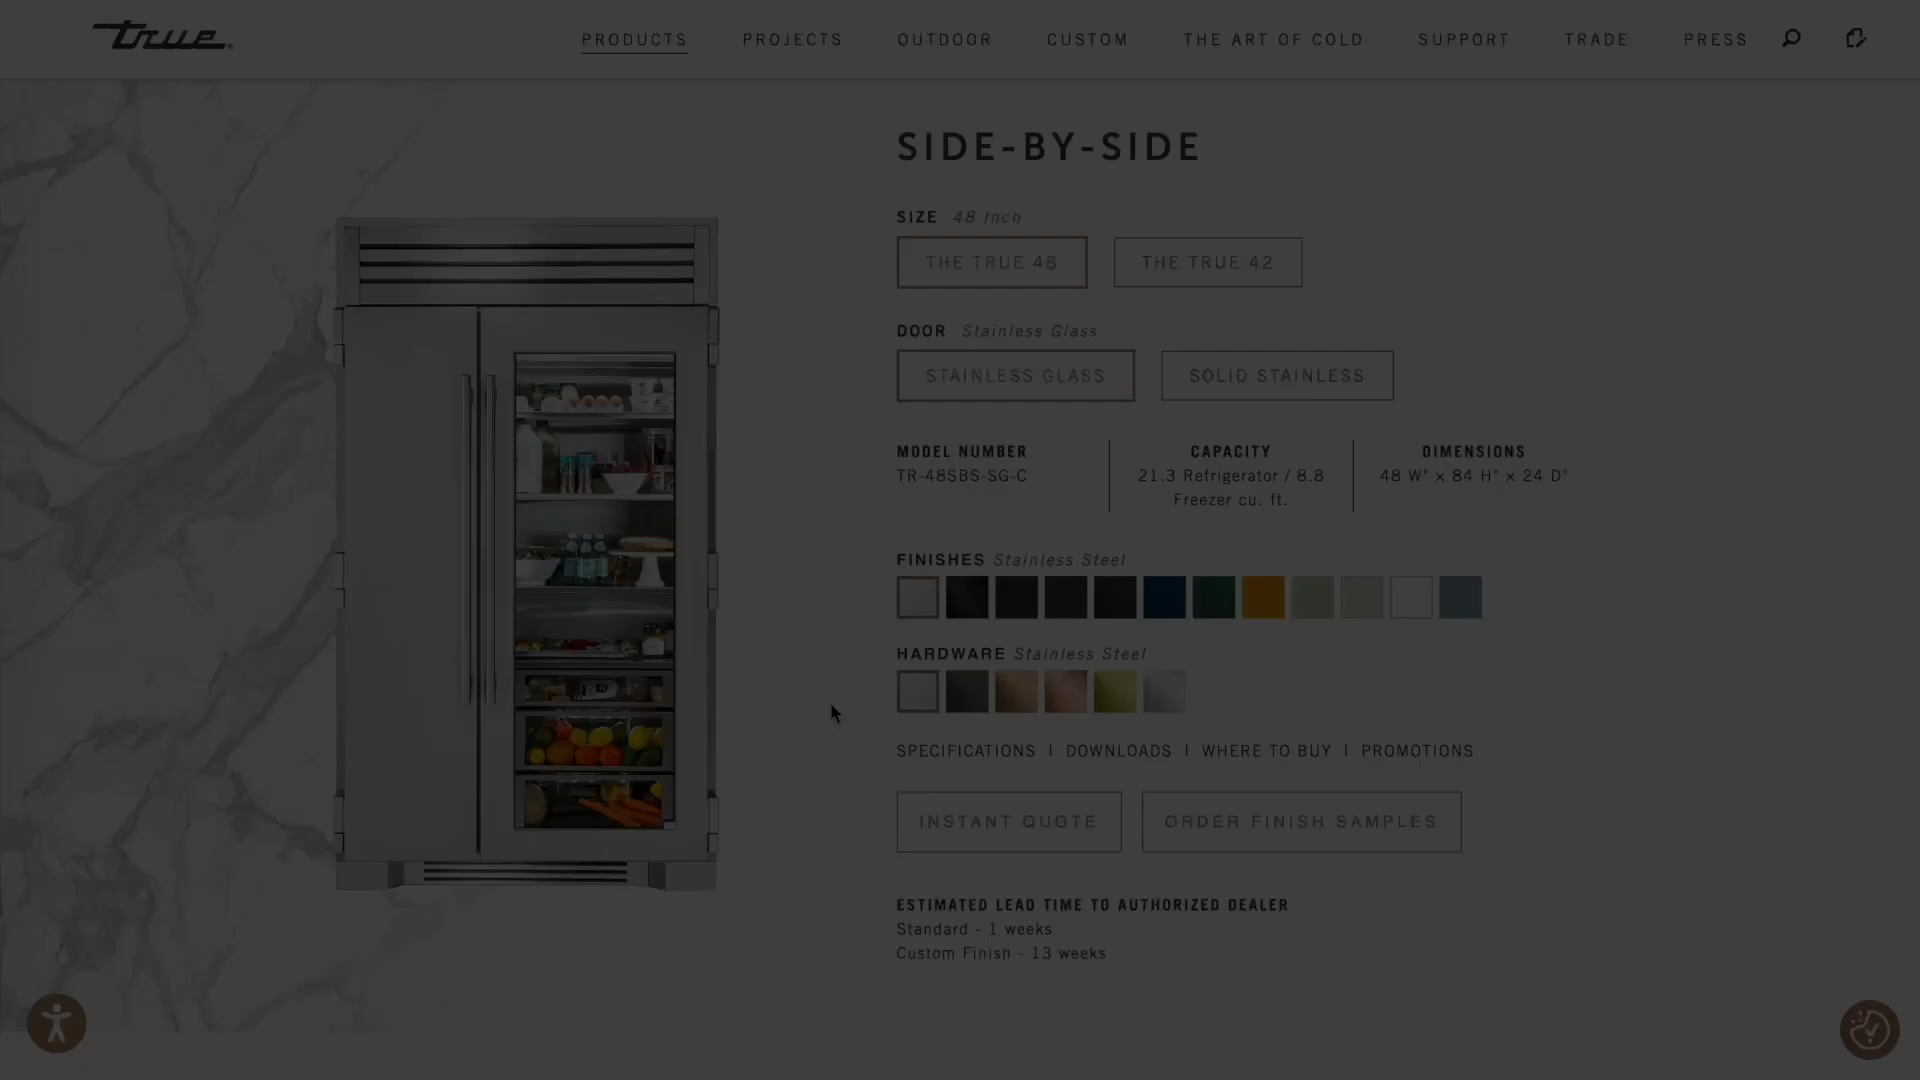 true
PRODUCTS PROJECTS OUTDOOR CUSTOM THE ART OF COLD SUPPORT TRADE PRESS
SIDE-BY-SIDE
SIZE 48 Inch
THE TRUE 48 THE TRUE 42
DOOR Stainless Glass
STAINLESS GLASS SOLID STAINLESS
MODEL NUMBER
TR-48SBS-SG-C
CAPACITY
21.3 Refrigerator / 8.8
Freezer cu. ft.
DIMENSIONS
48 W" x 84 H" x 24 D"
FINISHES Stainless Steel
HARDWARE Stainless Steel
SPECIFICATIONS | DOWNLOADS | WHERE TO BUY | PROMOTIONS
INSTANT QUOTE ORDER FINISH SAMPLES
ESTIMATED LEAD TIME TO AUTHORIZED DEALER
Standard - 1 weeks
Custom Finish - 13 weeks